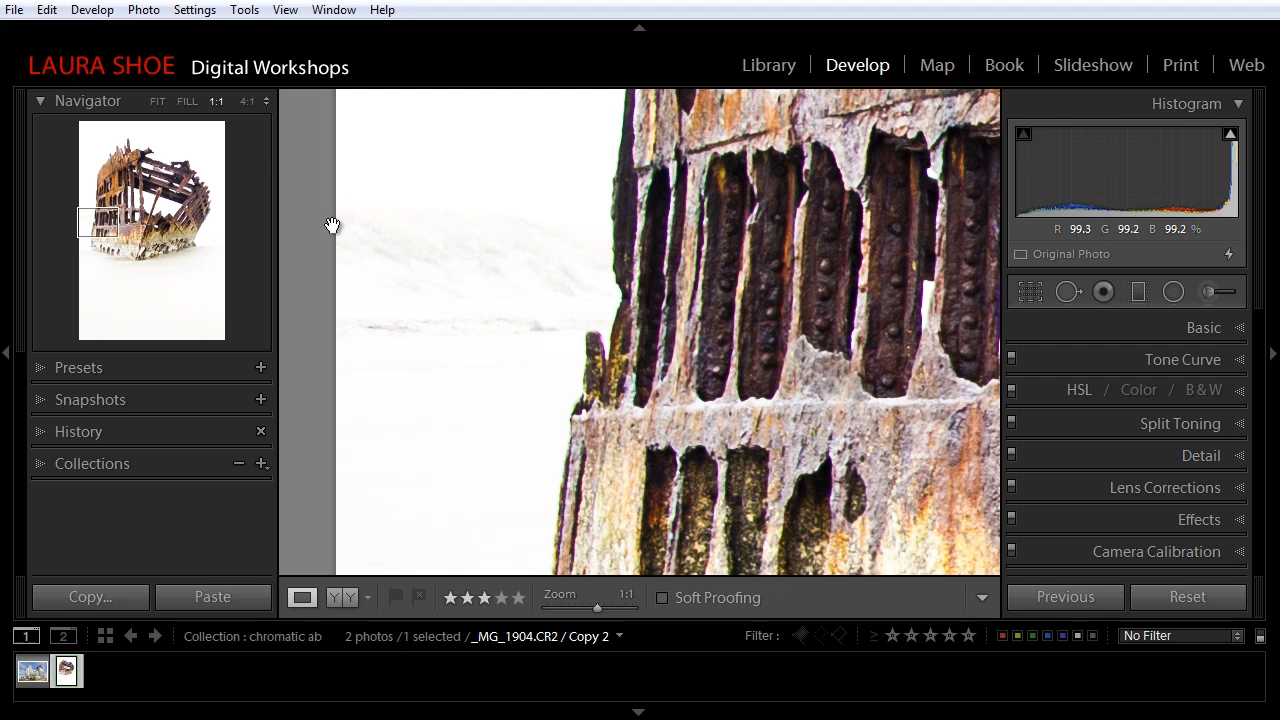 File Edit Develop Photo Settings Tools View Window Help
LAURA SHOE Digital Workshops
Library Develop Map Book Slideshow Print Web
Navigator FIT FILL 1:1 4:1
Histogram
R 99.3 G 99.2 B 99.2 %
Original Photo
Basic
Tone Curve
HSL / Color / B & W
Split Toning
Detail
Lens Corrections
Effects
Camera Calibration
Presets
Snapshots
History
Collections
Copy... Paste
Y Y
Zoom 1:1
Soft Proofing
Previous Reset
1 2 Collection : chromatic ab 2 photos / 1 selected / _MG_1904.CR2 / Copy 2
Filter : ≥ No Filter